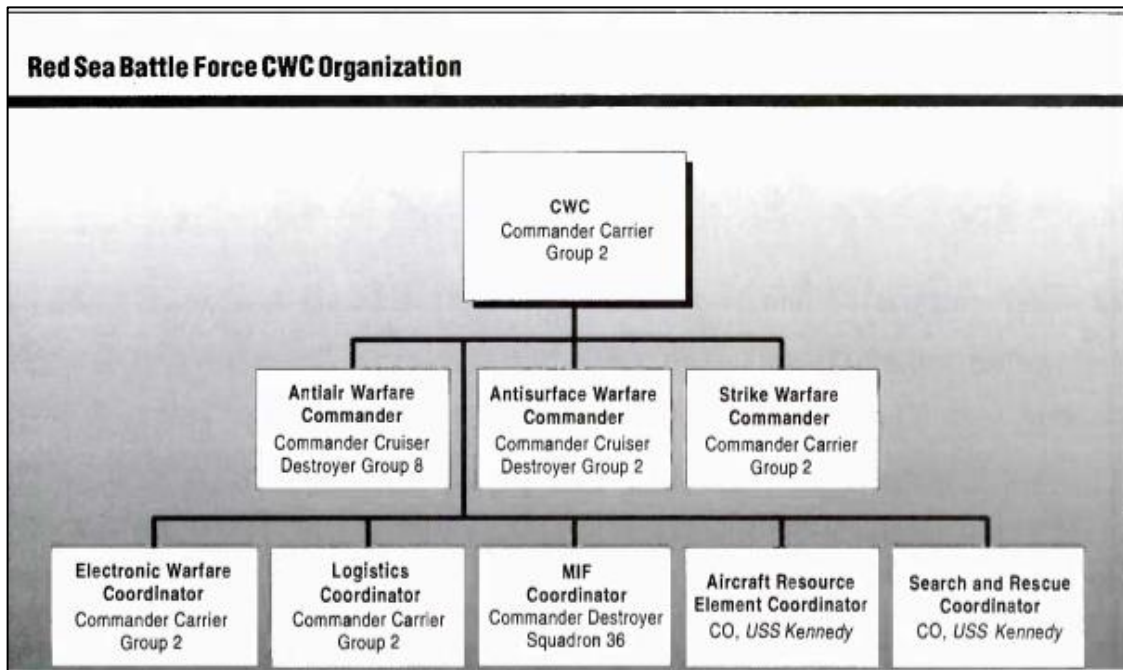 Red Sea Battle Force CWC Organization
CWC
Commander Carrier
Group 2
Antiair Warfare
Commander
Commander Cruiser
Destroyer Group 8
Antisurface Warfare
Commander
Commander Cruiser
Destroyer Group 2
Strike Warfare
Commander
Commander Carrier
Group 2
Electronic Warfare
Coordinator
Commander Carrier
Group 2
Logistics
Coordinator
Commander Carrier
Group 2
MIF
Coordinator
Commander Destroyer
Squadron 36
Aircraft Resource
Element Coordinator
CO, USS Kennedy
Search and Rescue
Coordinator
CO, USS Kennedy